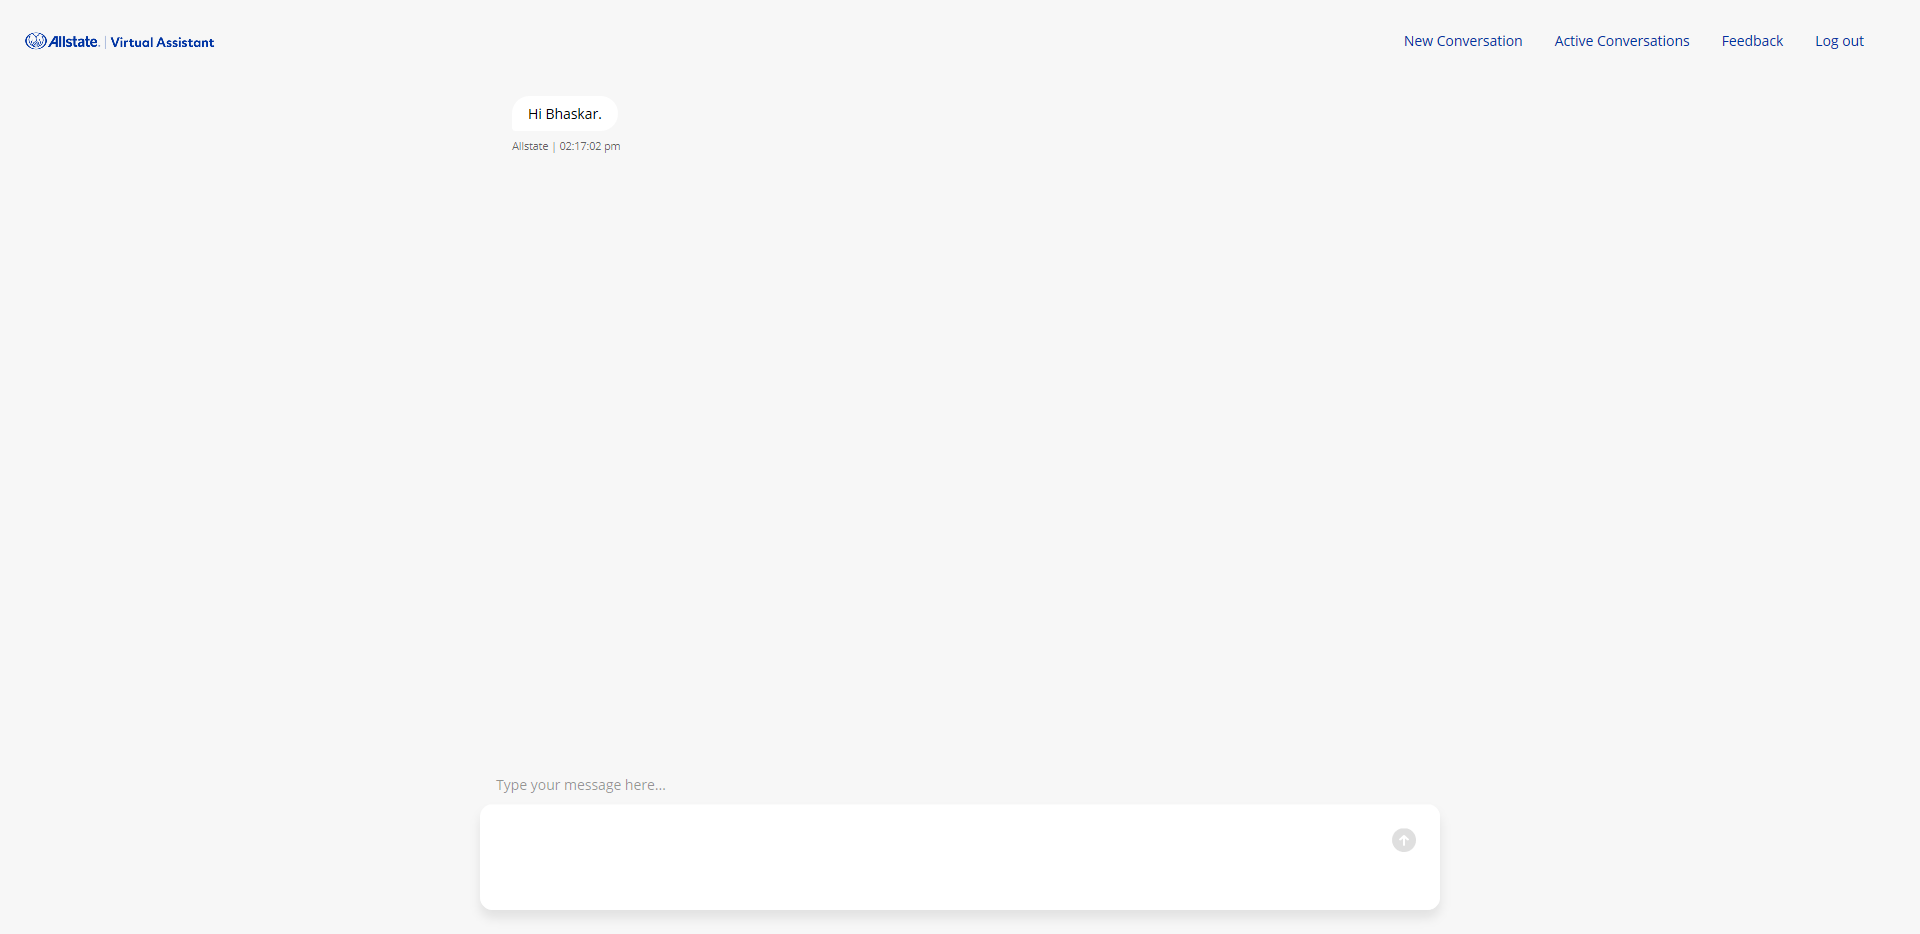 Allstate. | Virtual Assistant
New Conversation Active Conversations Feedback Log out
Hi Bhaskar.
Allstate | 02:17:02 pm
Type your message here...